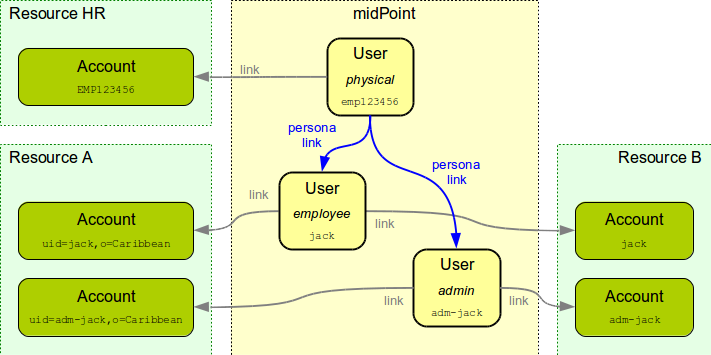 Resource HR
midPoint
Account
EMP123456
link
User
physical
emp123456
persona
link
persona
link
Resource A
Resource B
link
User
employee
jack
Account
uid=jack,o=Caribbean
link
Account
jack
User
admin
adm-jack
Account
uid=adm-jack,o=Caribbean
link
link
Account
adm-jack